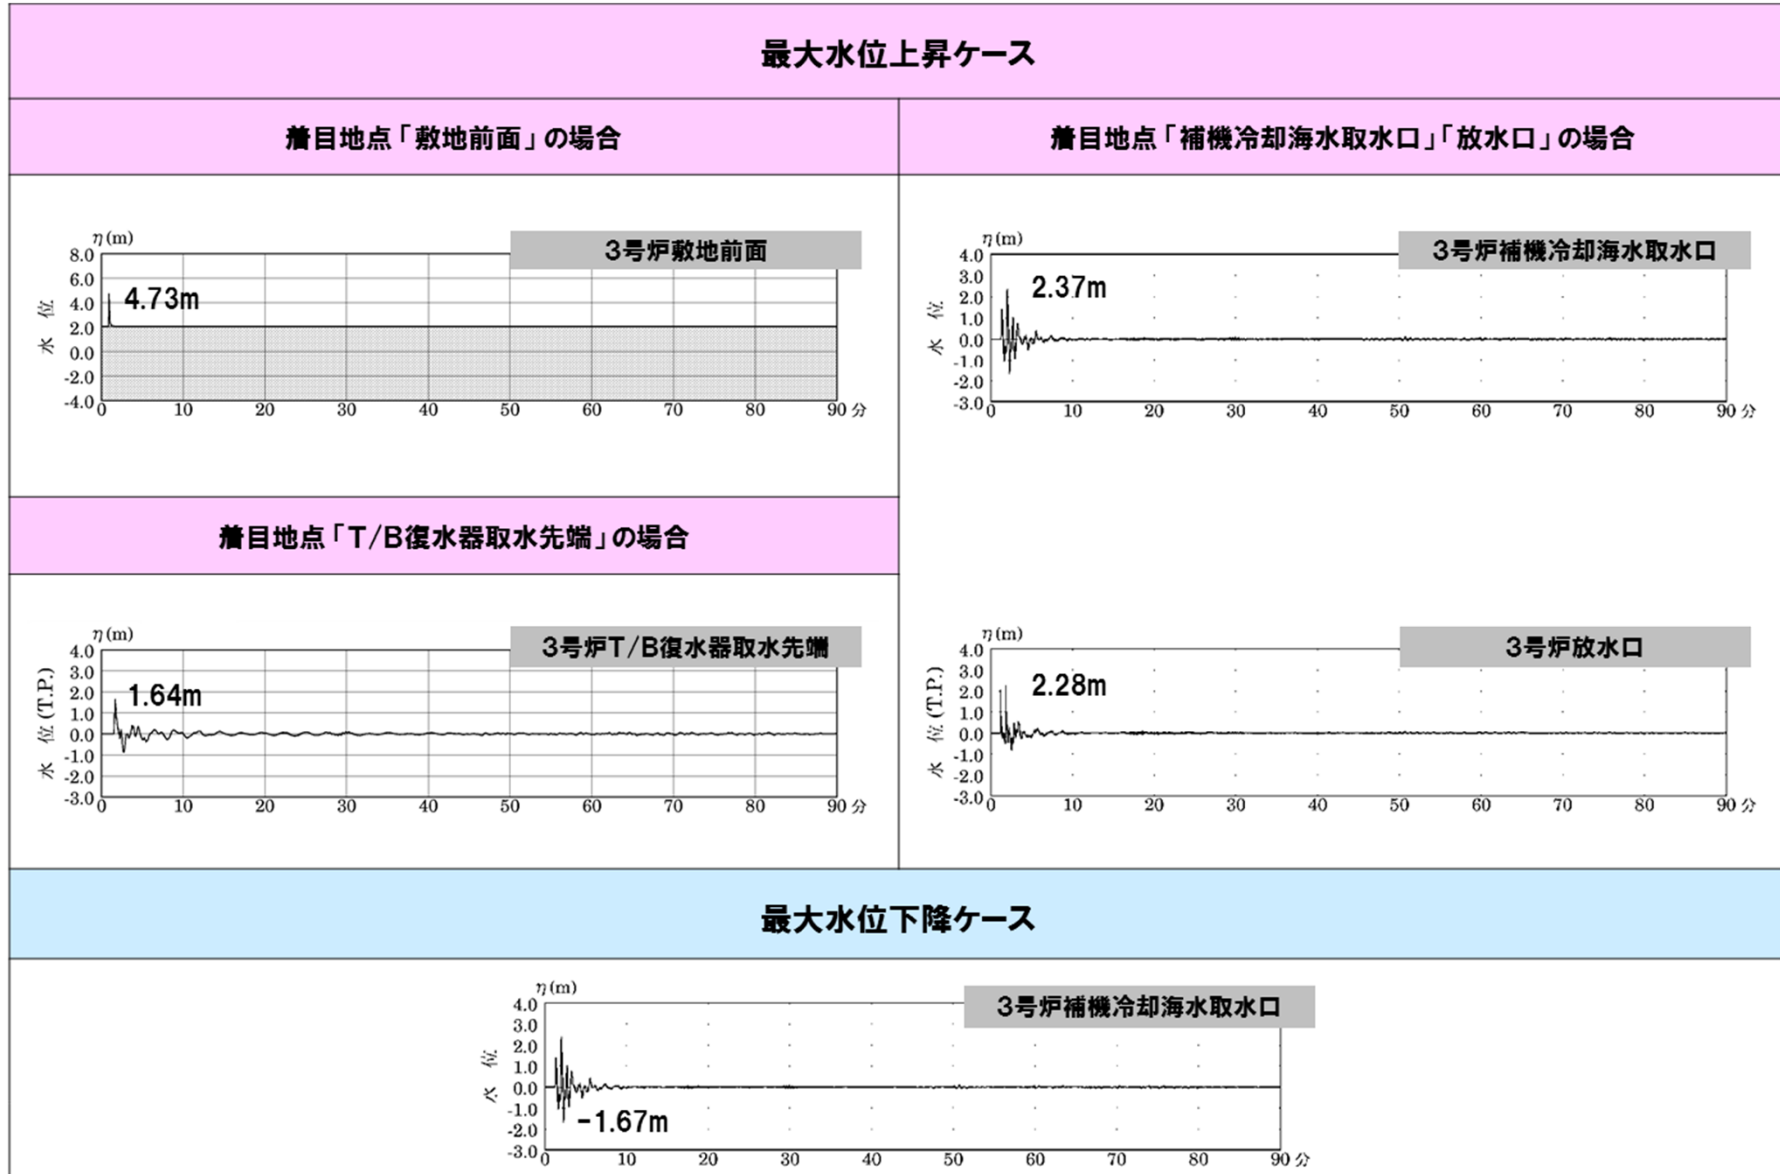 最大水位上昇ケース
着目地点「敷地前面」の場合
η(m)
3号炉敷地前面
8.0
6.0
4.0
2.0
0.0
-2.0
-4.0
水 位
4.73m
0 10 20 30 40 50 60 70 80 90 分
着目地点「T/B復水器取水先端」の場合
η(m)
3号炉T/B復水器取水先端
4.0
3.0
2.0
1.0
0.0
-1.0
-2.0
-3.0
水 位(T.P.)
1.64m
0 10 20 30 40 50 60 70 80 90 分
着目地点「補機冷却海水取水口」「放水口」の場合
η(m)
3号炉補機冷却海水取水口
4.0
3.0
2.0
1.0
0.0
-1.0
-2.0
-3.0
水 位
2.37m
0 10 20 30 40 50 60 70 80 90 分
η(m)
3号炉放水口
4.0
3.0
2.0
1.0
0.0
-1.0
-2.0
-3.0
水 位(T.P.)
2.28m
0 10 20 30 40 50 60 70 80 90 分
最大水位下降ケース
η(m)
3号炉補機冷却海水取水口
4.0
3.0
2.0
1.0
0.0
-1.0
-2.0
-3.0
水 位
-1.67m
0 10 20 30 40 50 60 70 80 90 分